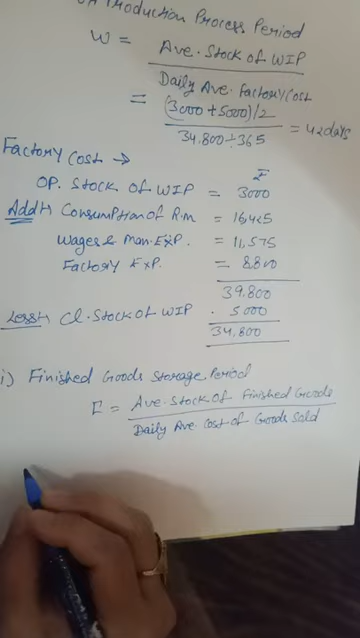 Production Process Period
W = Ave. Stock of WIP
Daily Ave. Factory Cost
= (3000 + 5000)/2
34,800 ÷ 365 = 42 days
Factory Cost →
₹
OP. Stock of WIP = 3000
Add: Consumption of R.m = 16,425
Wages & Man. Exp. = 11,575
Factory Exp. = 8800
39,800
Less: Cl. Stock of WIP . 5000
34,800
i) Finished Goods Storage Period
F = Ave. Stock of Finished Goods
Daily Ave. Cost of Goods Sold